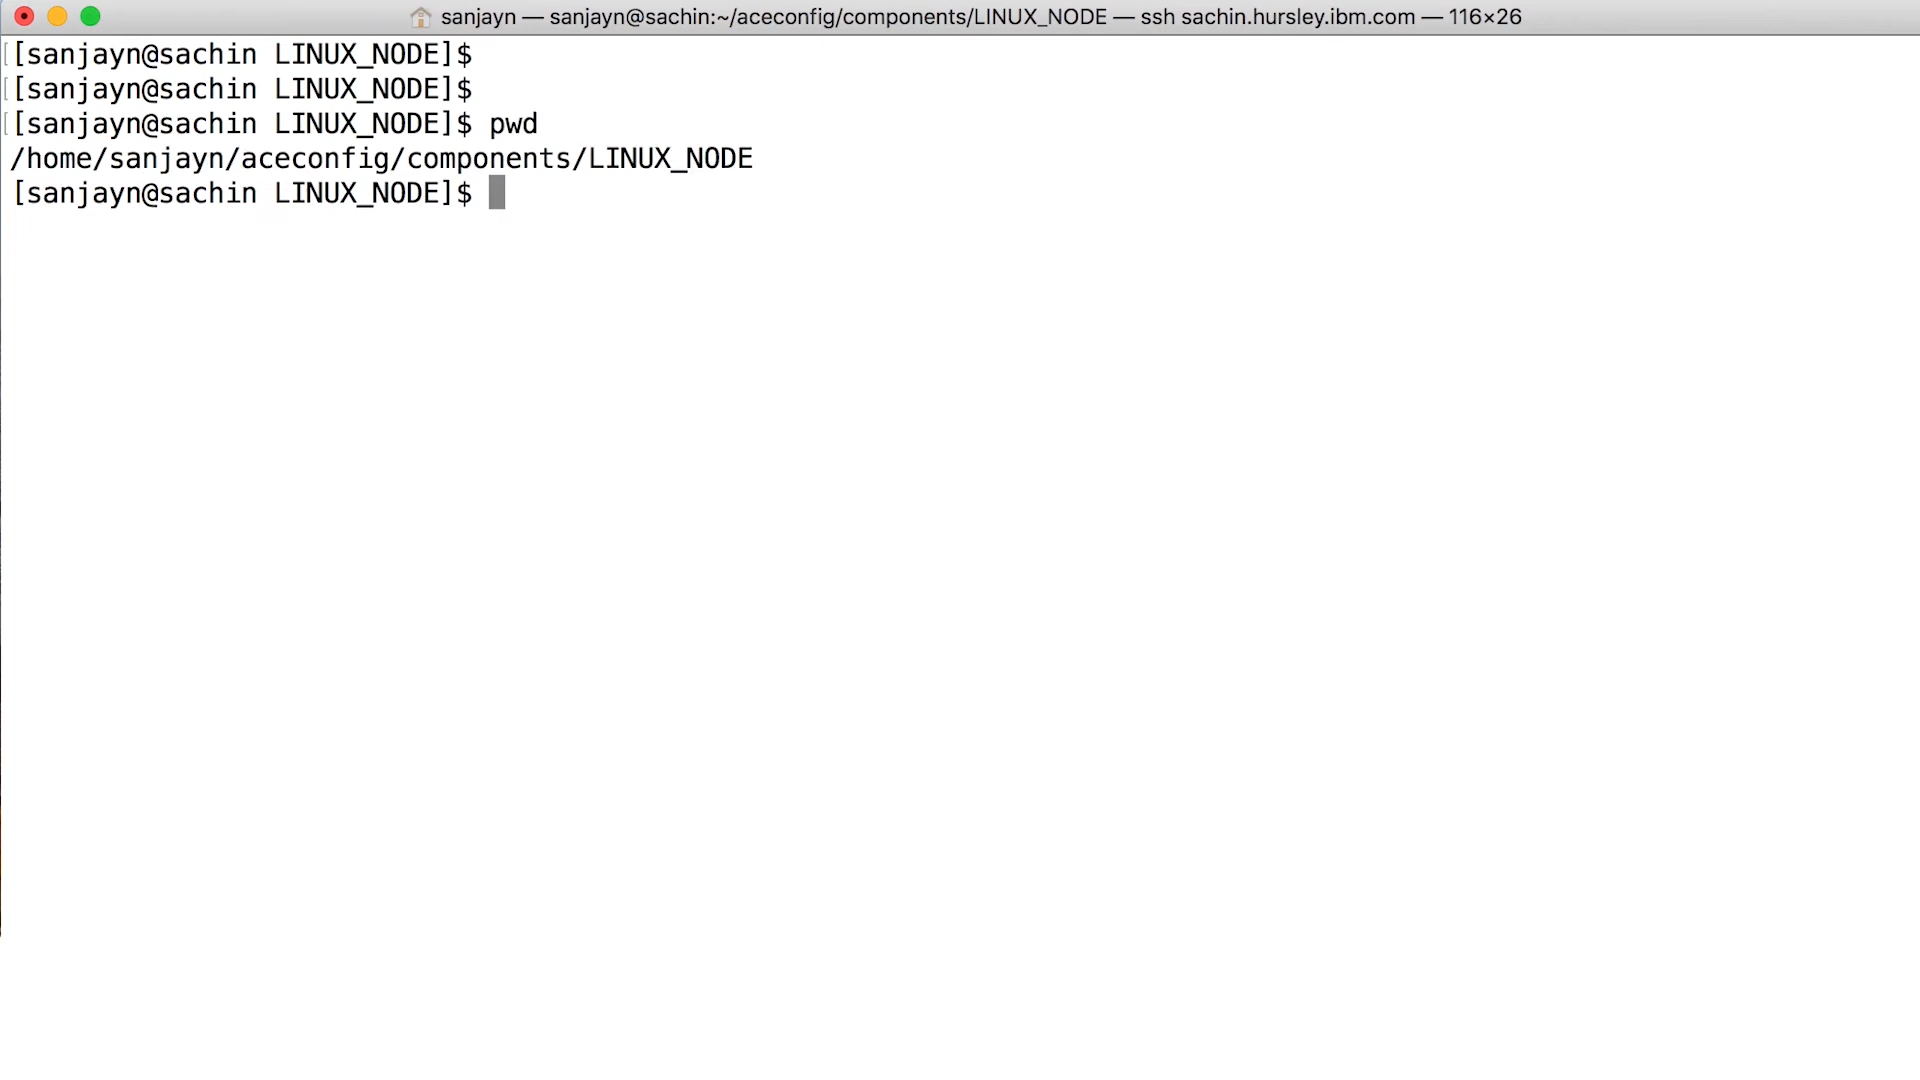 sanjayn — sanjayn@sachin:~/aceconfig/components/LINUX_NODE — ssh sachin.hursley.ibm.com — 116×26
[[sanjayn@sachin LINUX_NODE]$
[[sanjayn@sachin LINUX_NODE]$
[[sanjayn@sachin LINUX_NODE]$ pwd
/home/sanjayn/aceconfig/components/LINUX_NODE
[sanjayn@sachin LINUX_NODE]$